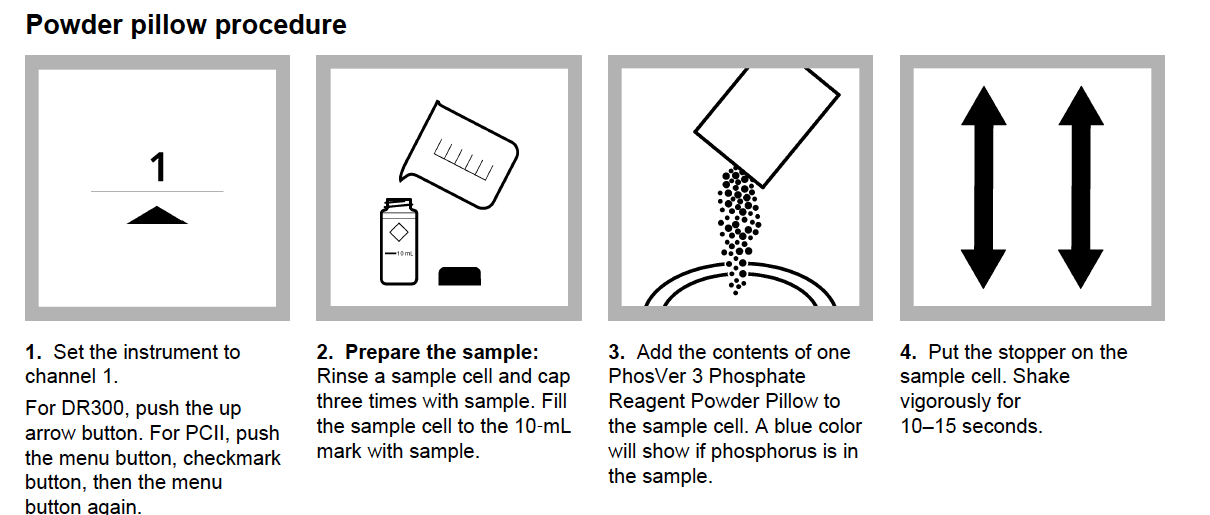 Powder pillow procedure
1
10 mL
1. Set the instrument to
channel 1.
For DR300, push the up
arrow button. For PCII, push
the menu button, checkmark
button, then the menu
button again.
2. Prepare the sample:
Rinse a sample cell and cap
three times with sample. Fill
the sample cell to the 10-mL
mark with sample.
3. Add the contents of one
PhosVer 3 Phosphate
Reagent Powder Pillow to
the sample cell. A blue color
will show if phosphorus is in
the sample.
4. Put the stopper on the
sample cell. Shake
vigorously for
10–15 seconds.